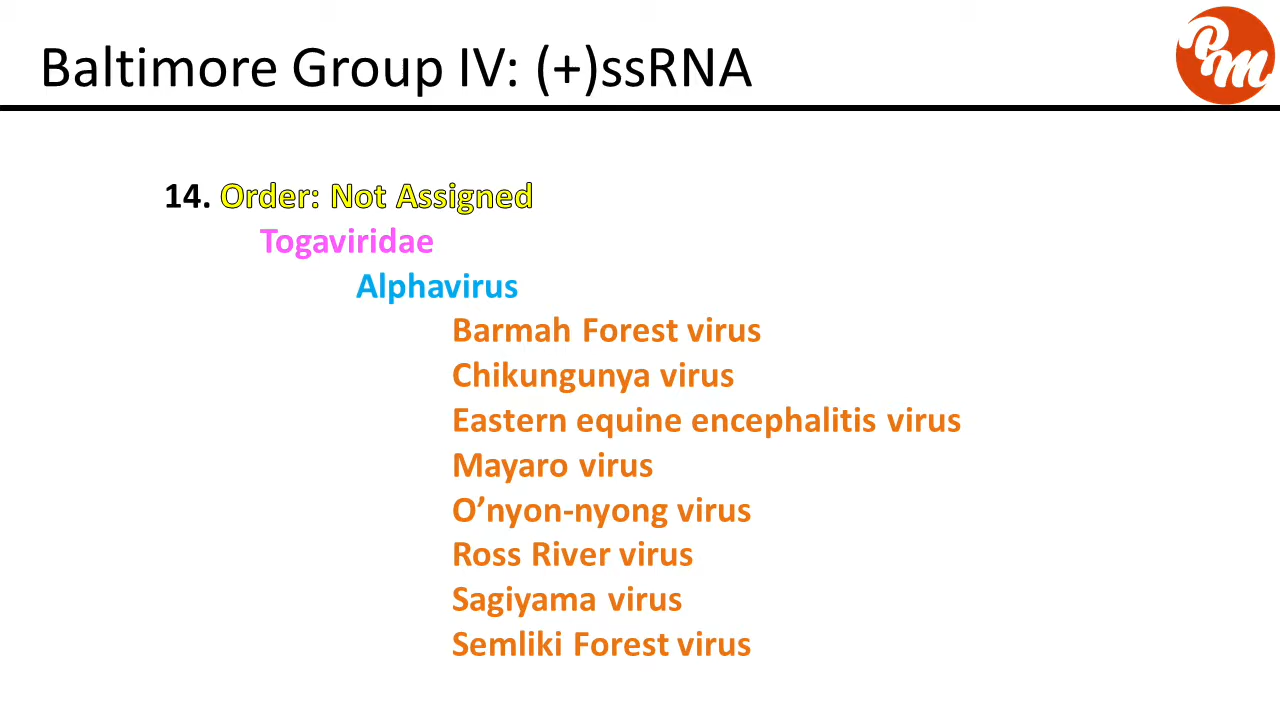 Baltimore Group IV: (+)ssRNA
PM
14. Order: Not Assigned
Togaviridae
Alphavirus
Barmah Forest virus
Chikungunya virus
Eastern equine encephalitis virus
Mayaro virus
O’nyon-nyong virus
Ross River virus
Sagiyama virus
Semliki Forest virus